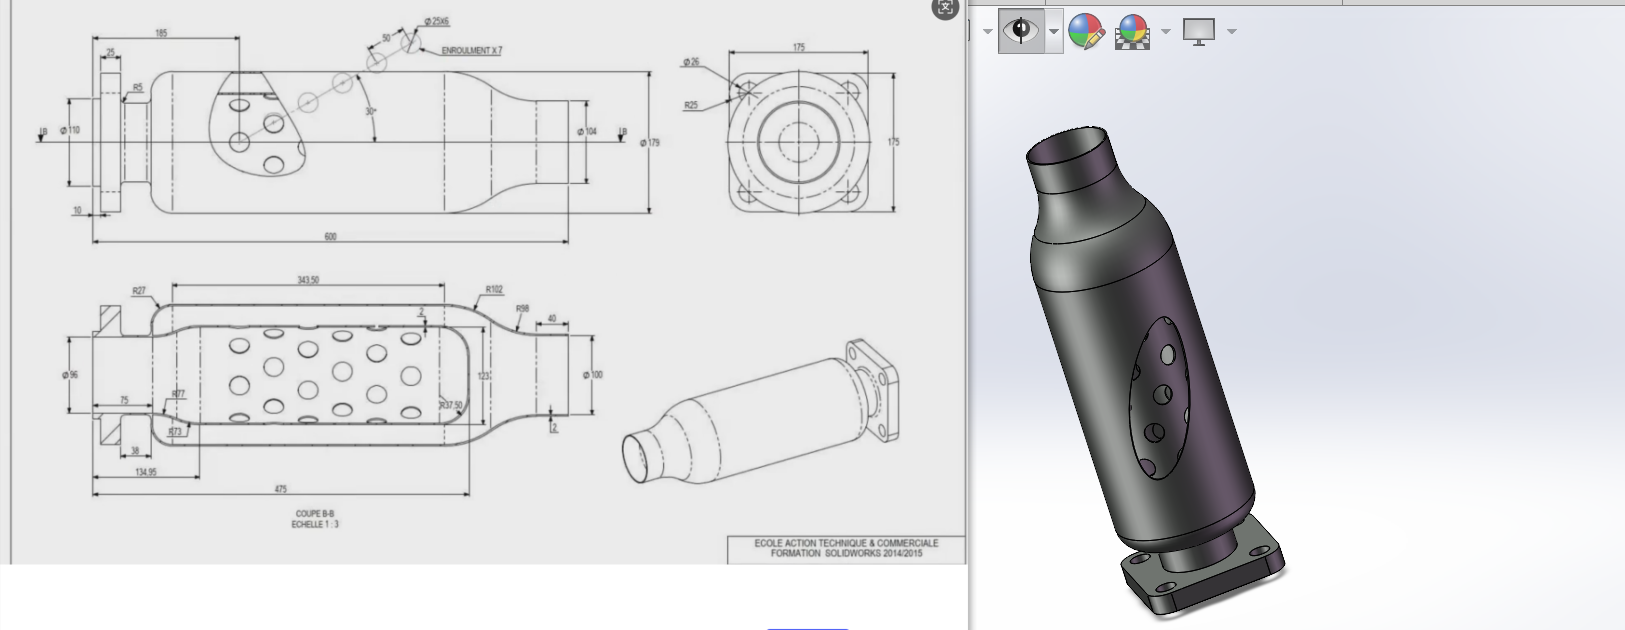 185
Ø 25X6
50
ENROULMENT X 7
25
R5
30°
B
Ø 110
B
Ø 104
Ø 179
10
600
175
Ø 26
R25
175
343,50
R27
R102
R98
2
40
Ø 96
123
Ø 100
R77
75
R37,50
R73
2
38
134,95
475
COUPE B-B
ECHELLE 1 : 3
ECOLE ACTION TECHNIQUE & COMMERCIALE
FORMATION SOLIDWORKS 2014/2015